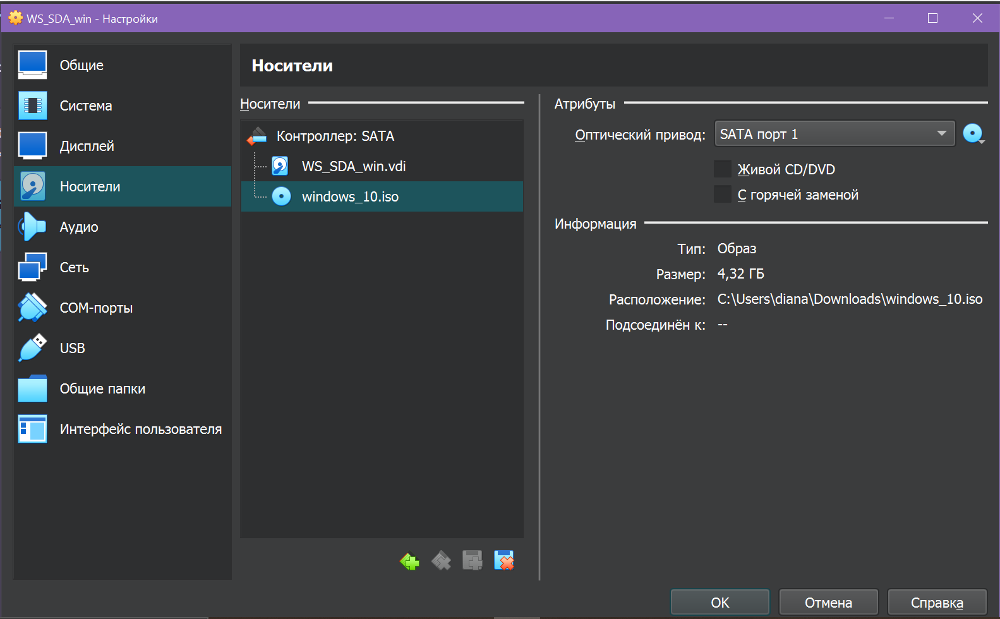 WS_SDA_win - Настройки
Общие
Система
Дисплей
Носители
Аудио
Сеть
COM-порты
USB
Общие папки
Интерфейс пользователя
Носители
Носители
Контроллер: SATA
WS_SDA_win.vdi
windows_10.iso
Атрибуты
Оптический привод: SATA порт 1
Живой CD/DVD
С горячей заменой
Информация
Тип: Образ
Размер: 4,32 ГБ
Расположение: C:\Users\diana\Downloads\windows_10.iso
Подсоединён к: --
OK Отмена Справка